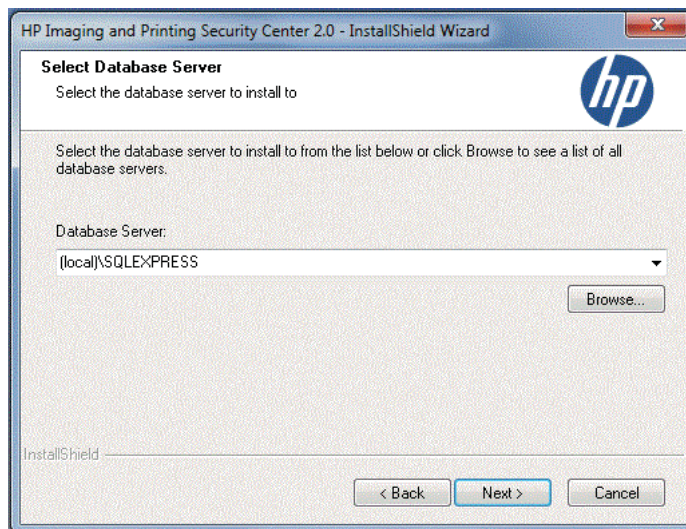 HP Imaging and Printing Security Center 2.0 - InstallShield Wizard
Select Database Server
Select the database server to install to
hp
Select the database server to install to from the list below or click Browse to see a list of all
database servers.
Database Server:
(local)\SQLEXPRESS
Browse...
InstallShield
< Back
Next >
Cancel